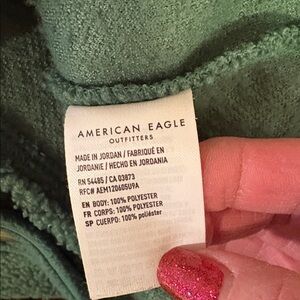 AMERICAN EAGLE
OUTFITTERS
MADE IN JORDAN / FABRIQUÉ EN
JORDANIE / HECHO EN JORDANIA
RN 54485 / CA 03873
RFC# AEM120605U9A
EN BODY: 100% POLYESTER
FR CORPS: 100% POLYESTER
SP CUERPO: 100% poliéster